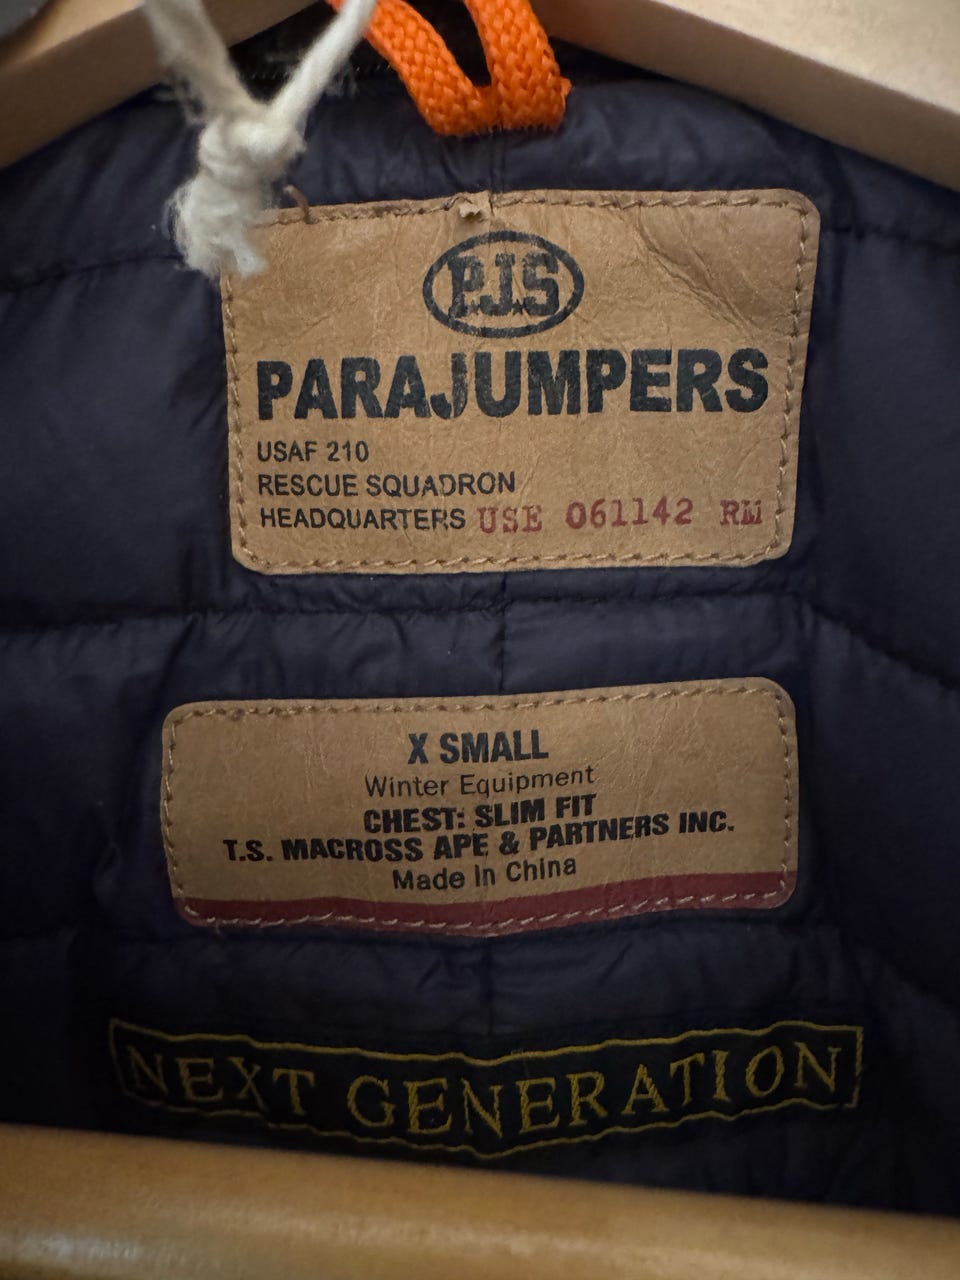 P.J.S
PARAJUMPERS
USAF 210
RESCUE SQUADRON
HEADQUARTERS USE 061142 RM
X SMALL
Winter Equipment
CHEST: SLIM FIT
T.S. MACROSS APE & PARTNERS INC.
Made In China
NEXT GENERATION